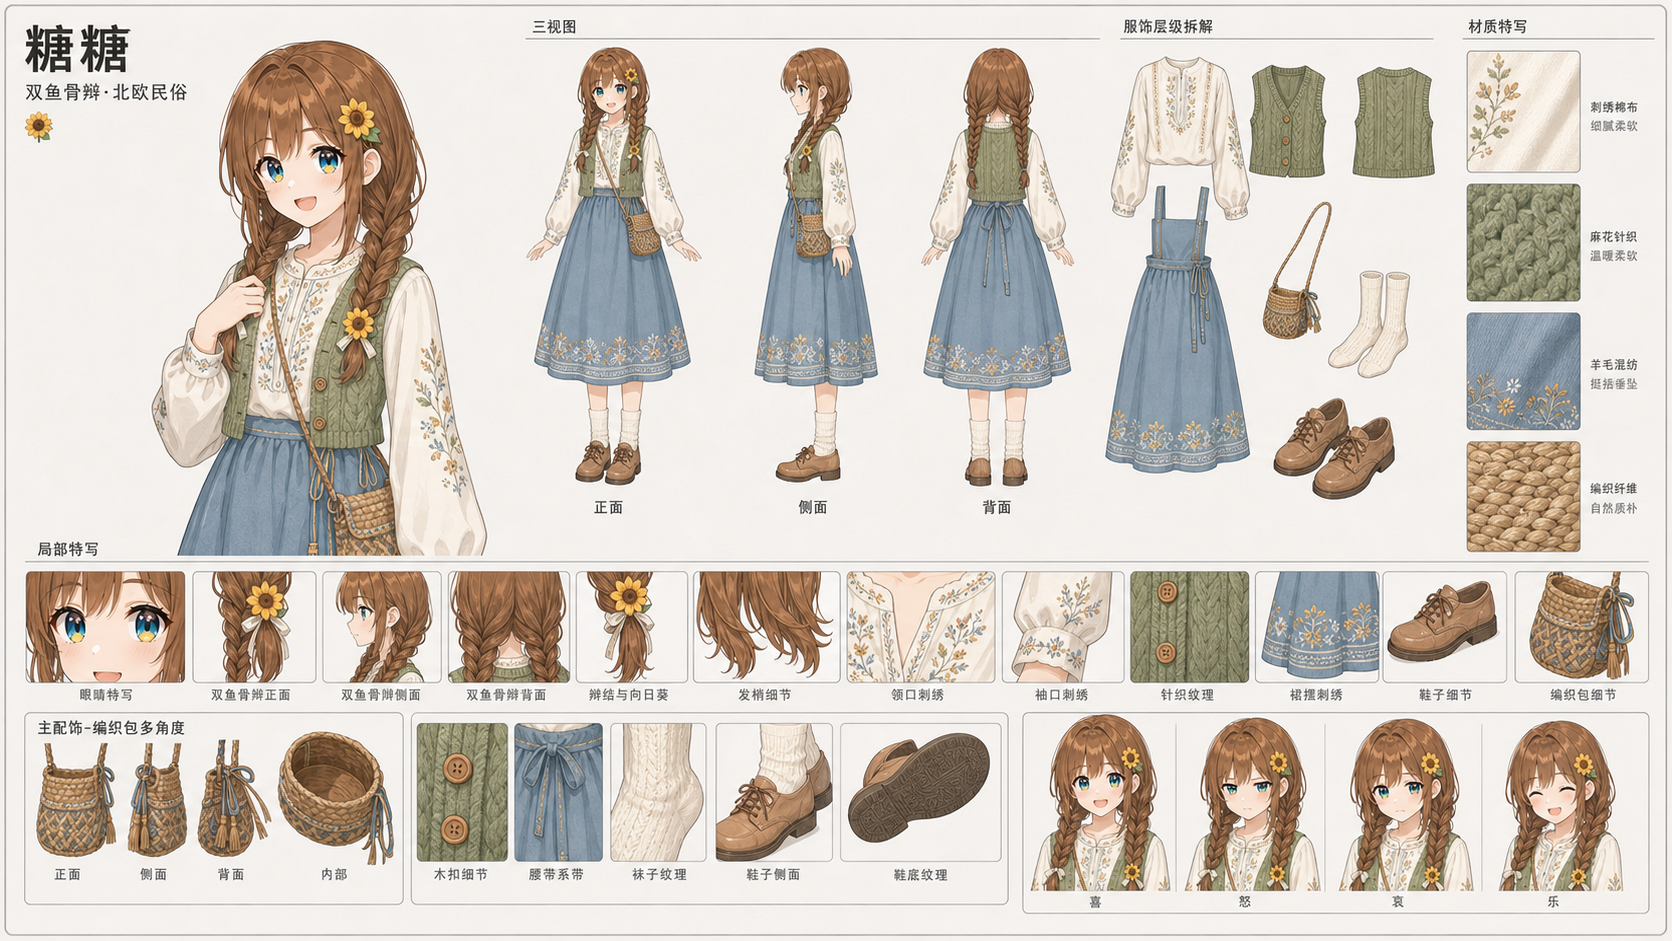 糖糖
双鱼骨辫·北欧民俗
三视图
正面
侧面
背面
服饰层级拆解
材质特写
刺绣棉布
细腻柔软
麻花针织
温暖柔软
羊毛混纺
挺括垂坠
编织纤维
自然质朴
局部特写
眼睛特写
双鱼骨辫正面
双鱼骨辫侧面
双鱼骨辫背面
辫结与向日葵
发梢细节
领口刺绣
袖口刺绣
针织纹理
裙摆刺绣
鞋子细节
编织包细节
主配饰-编织包多角度
正面
侧面
背面
内部
木扣细节
腰带系带
袜子纹理
鞋子侧面
鞋底纹理
喜
怒
哀
乐